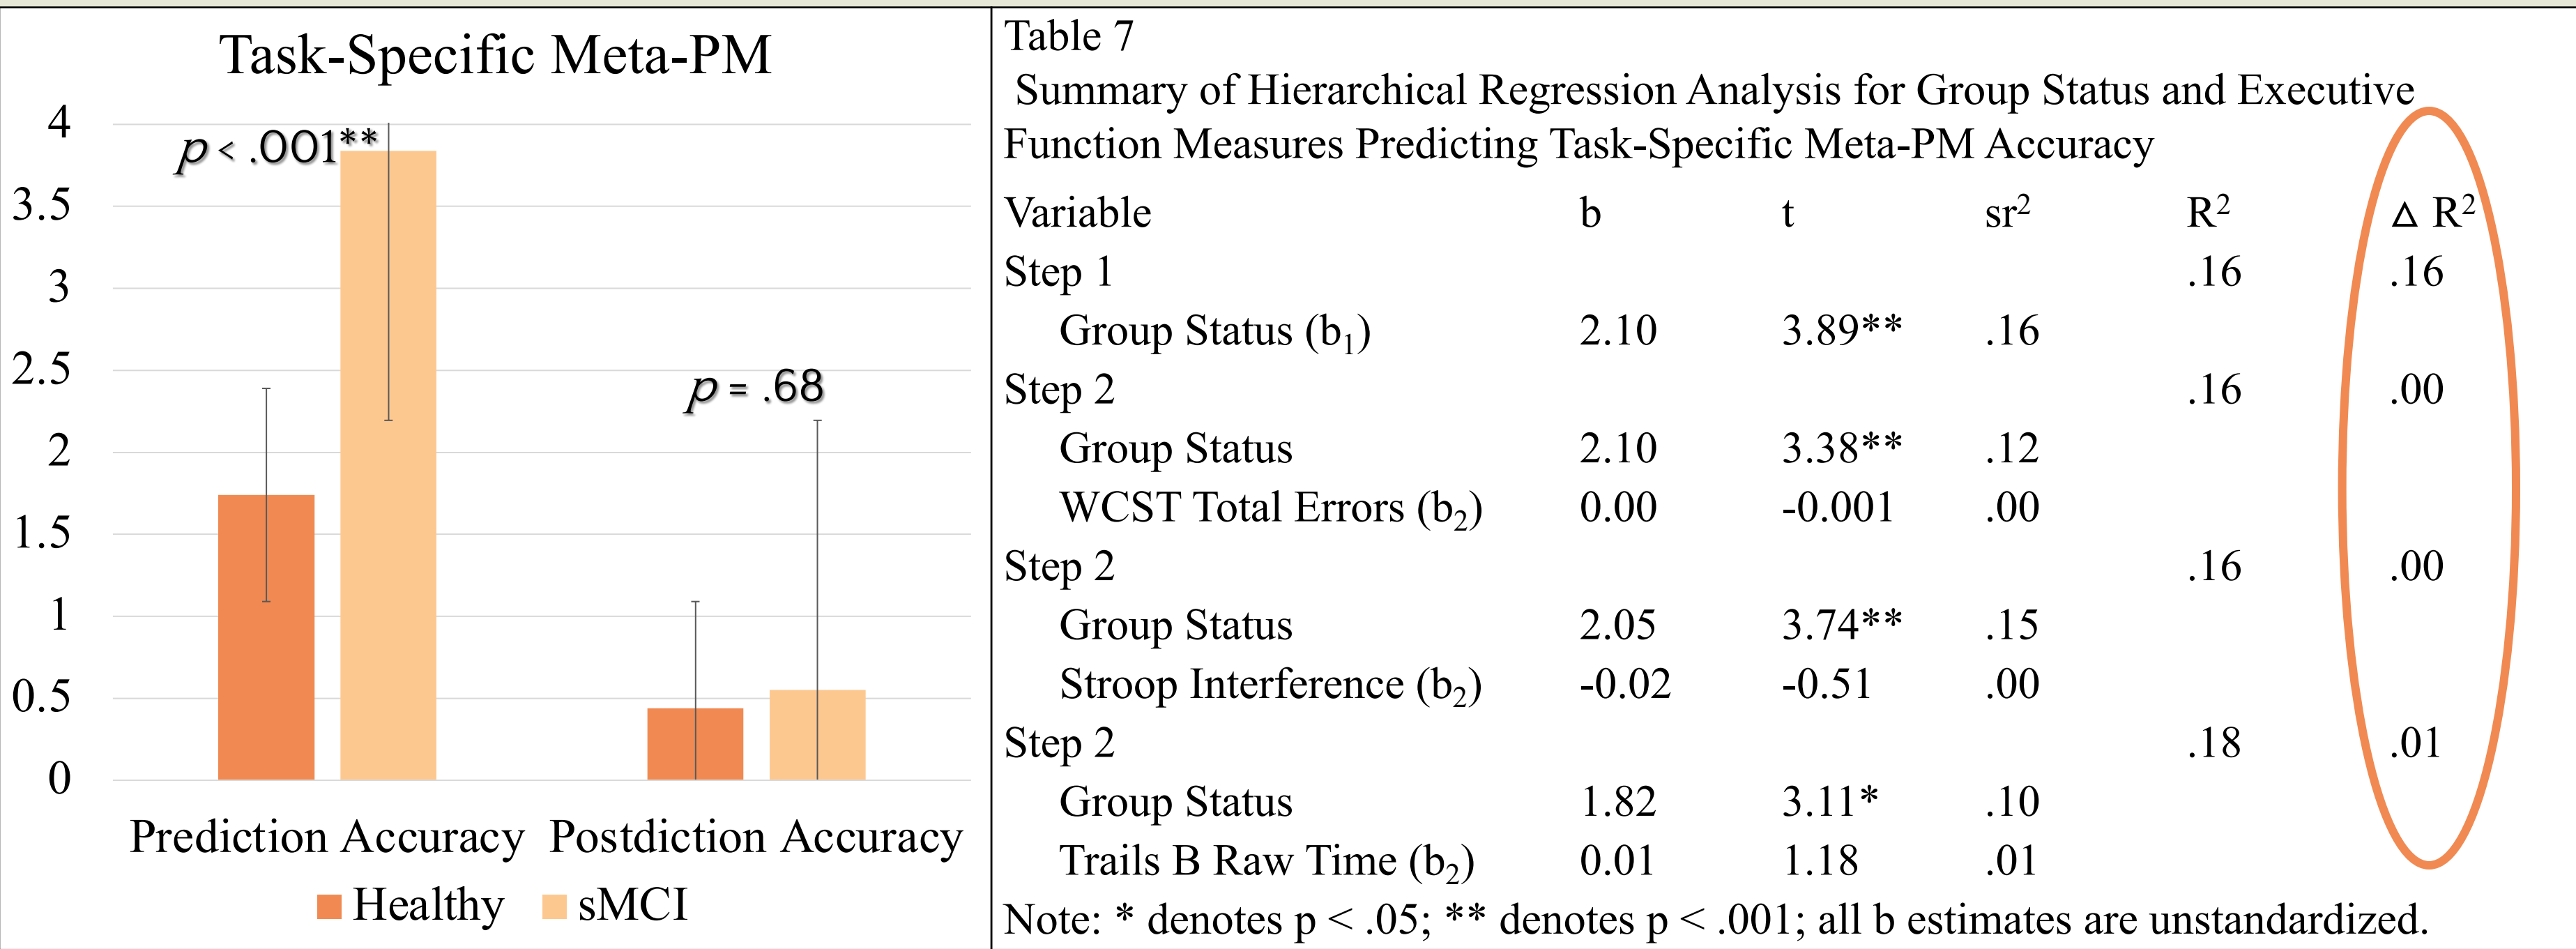 Task-Specific Meta-PM
4
3.5
3
2.5
2
1.5
1
0.5
0
p < .001**
p = .68
Prediction Accuracy Postdiction Accuracy
Healthy sMCI
Table 7
Summary of Hierarchical Regression Analysis for Group Status and Executive
Function Measures Predicting Task-Specific Meta-PM Accuracy
Variable b t sr² R² △ R²
Step 1 .16 .16
Group Status (b₁) 2.10 3.89** .16
Step 2 .16 .00
Group Status 2.10 3.38** .12
WCST Total Errors (b₂) 0.00 -0.001 .00
Step 2 .16 .00
Group Status 2.05 3.74** .15
Stroop Interference (b₂) -0.02 -0.51 .00
Step 2 .18 .01
Group Status 1.82 3.11* .10
Trails B Raw Time (b₂) 0.01 1.18 .01
Note: * denotes p < .05; ** denotes p < .001; all b estimates are unstandardized.